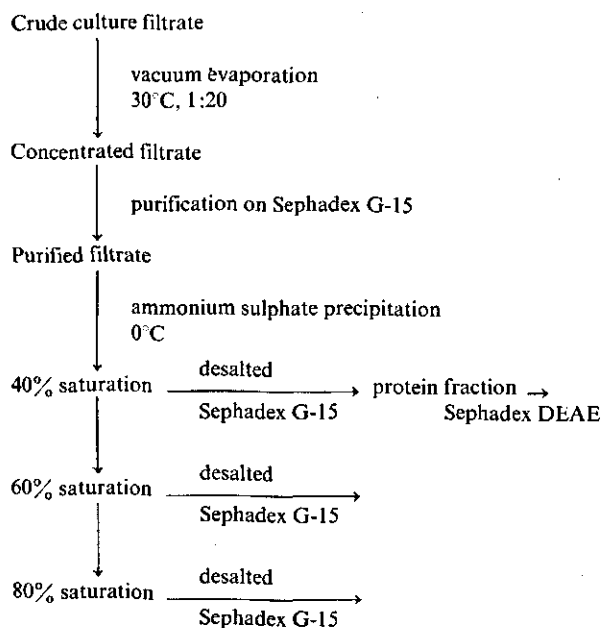 Crude culture filtrate
vacuum evaporation
30°C, 1:20
Concentrated filtrate
purification on Sephadex G-15
Purified filtrate
ammonium sulphate precipitation
0°C
40% saturation
desalted
Sephadex G-15
protein fraction →
Sephadex DEAE
60% saturation
desalted
Sephadex G-15
80% saturation
desalted
Sephadex G-15